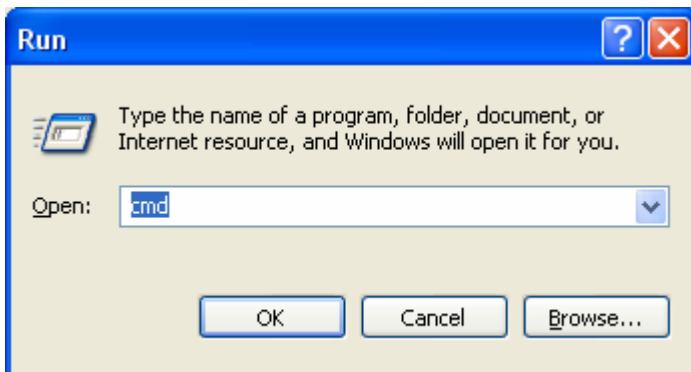 Run
Type the name of a program, folder, document, or
Internet resource, and Windows will open it for you.
Open: cmd
OK Cancel Browse...